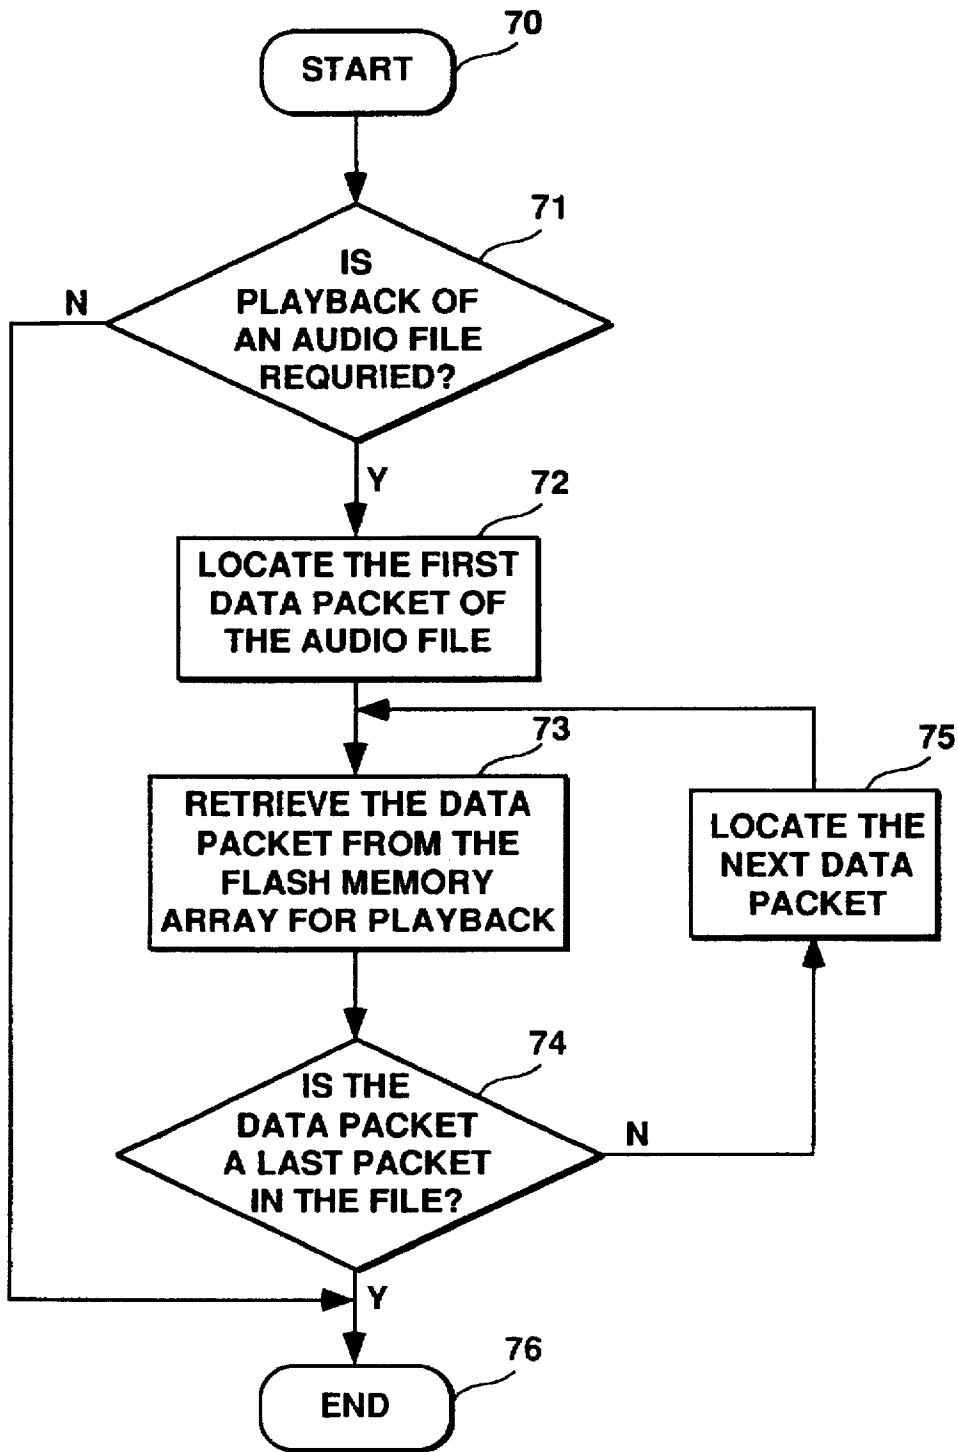 70
START
71
IS
PLAYBACK OF
AN AUDIO FILE
REQURIED?
N
Y
72
LOCATE THE FIRST
DATA PACKET OF
THE AUDIO FILE
73
RETRIEVE THE DATA
PACKET FROM THE
FLASH MEMORY
ARRAY FOR PLAYBACK
75
LOCATE THE
NEXT DATA
PACKET
74
IS THE
DATA PACKET
A LAST PACKET
IN THE FILE?
N
Y
76
END